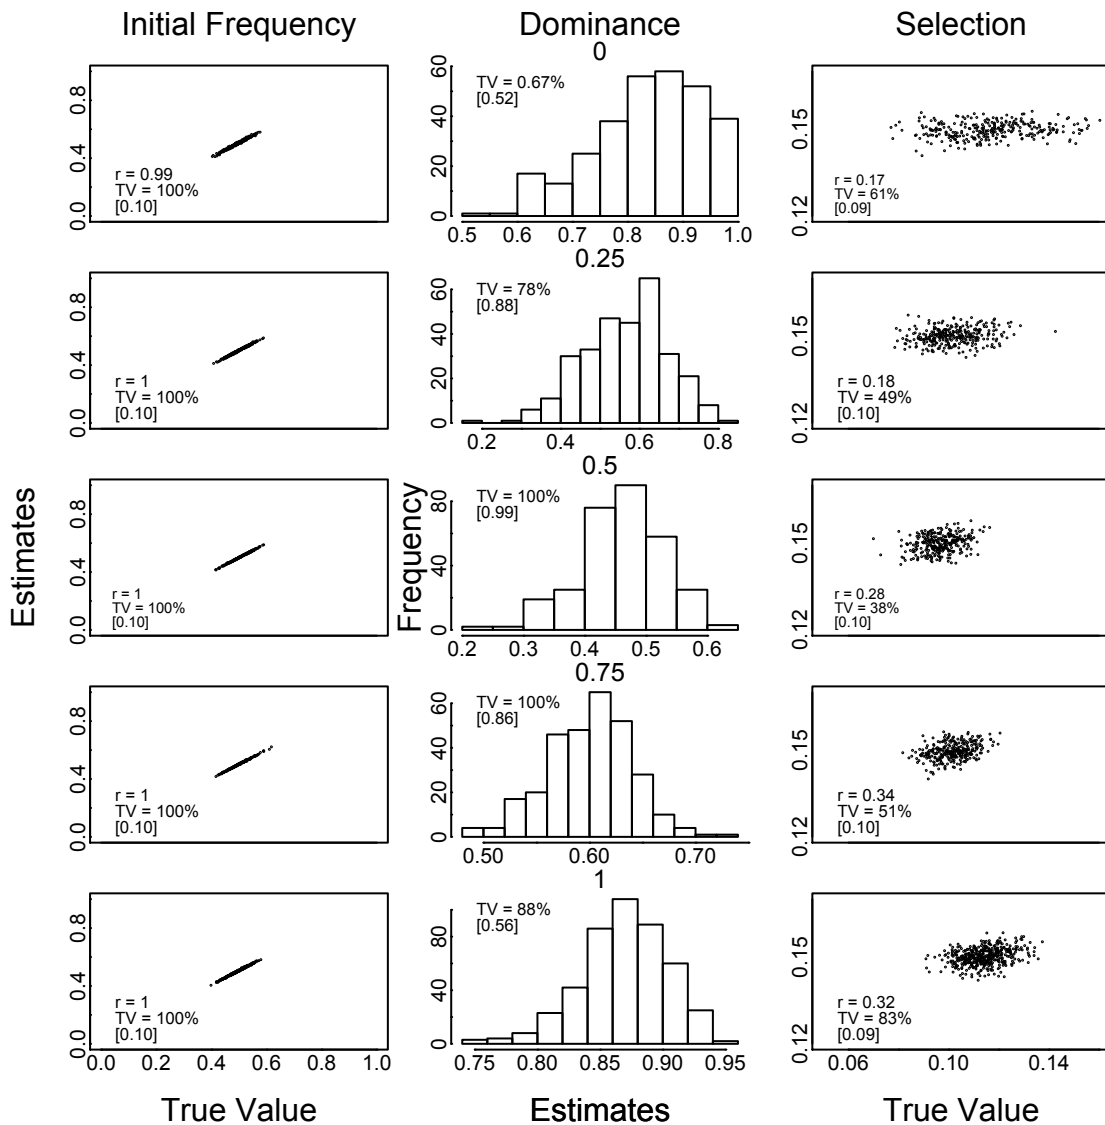 Initial Frequency
Dominance
Selection
Estimates
Frequency
0.0 0.4 0.8
r = 0.99
TV = 100%
[0.10]
0
0 20 40 60
TV = 0.67%
[0.52]
0.5 0.6 0.7 0.8 0.9 1.0
0.12 0.15
r = 0.17
TV = 61%
[0.09]
0.0 0.4 0.8
r = 1
TV = 100%
[0.10]
0.25
0 20 40 60
TV = 78%
[0.88]
0.2 0.4 0.6 0.8
0.12 0.15
r = 0.18
TV = 49%
[0.10]
0.0 0.4 0.8
r = 1
TV = 100%
[0.10]
0.5
0 40 80
TV = 100%
[0.99]
0.2 0.3 0.4 0.5 0.6
0.12 0.15
r = 0.28
TV = 38%
[0.10]
0.0 0.4 0.8
r = 1
TV = 100%
[0.10]
0.75
0 20 40 60
TV = 100%
[0.86]
0.50 0.60 0.70
0.12 0.15
r = 0.34
TV = 51%
[0.10]
0.0 0.4 0.8
r = 1
TV = 100%
[0.10]
0.0 0.2 0.4 0.6 0.8 1.0
1
0 40 80
TV = 88%
[0.56]
0.75 0.80 0.85 0.90 0.95
0.12 0.15
r = 0.32
TV = 83%
[0.09]
0.06 0.10 0.14
True Value
Estimates
True Value